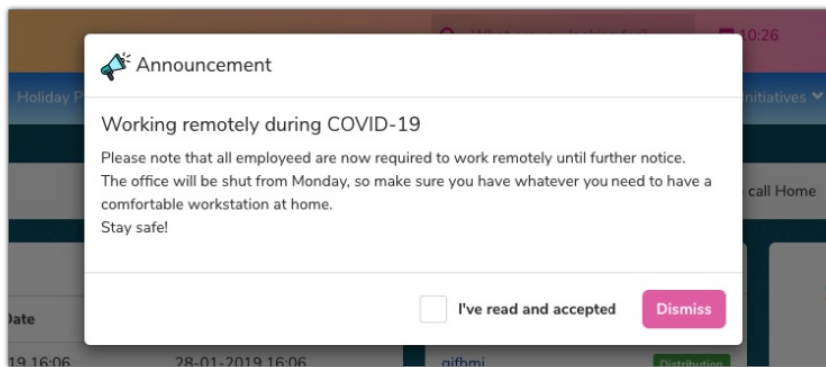 10:26
Announcement
Holiday P
Initiatives
Working remotely during COVID-19
Please note that all employeed are now required to work remotely until further notice.
The office will be shut from Monday, so make sure you have whatever you need to have a
comfortable workstation at home.
Stay safe!
call Home
I've read and accepted
Dismiss
Date
19 16:06
28-01-2019 16:06
gifhmj
Distribution